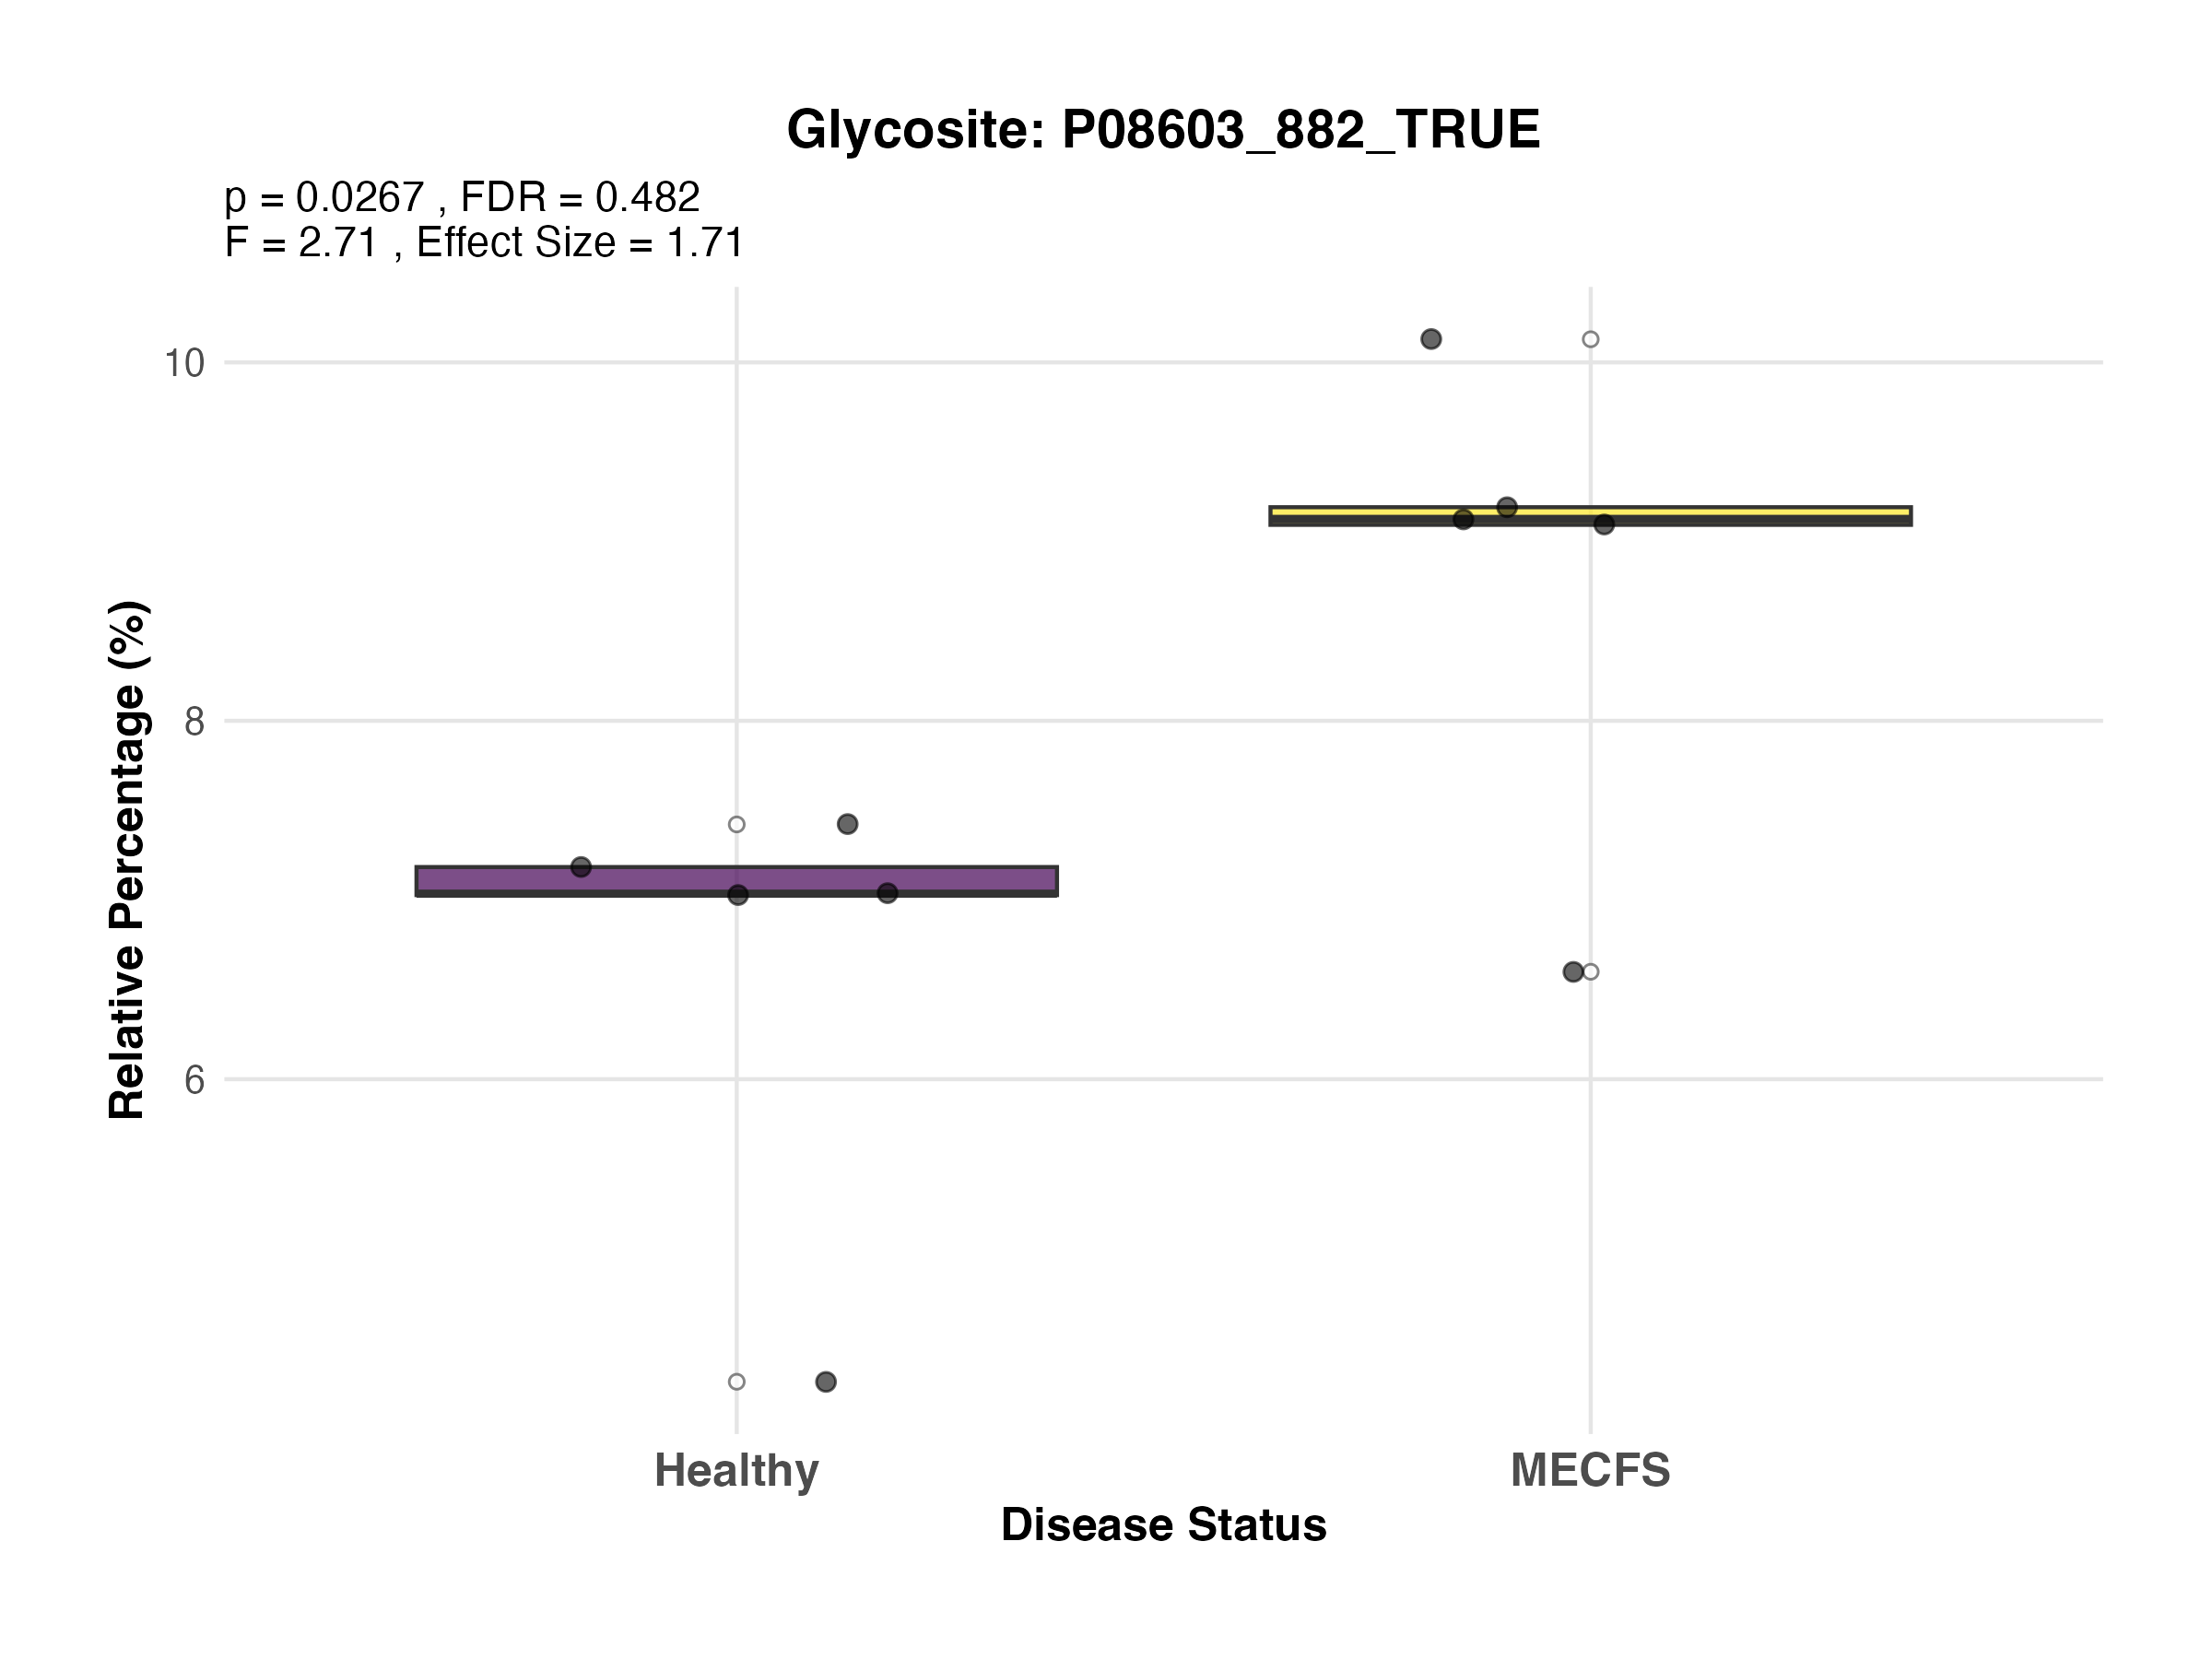 Glycosite: P08603_882_TRUE
p = 0.0267 , FDR = 0.482
F = 2.71 , Effect Size = 1.71
10
8
6
Relative Percentage (%)
Healthy
MECFS
Disease Status